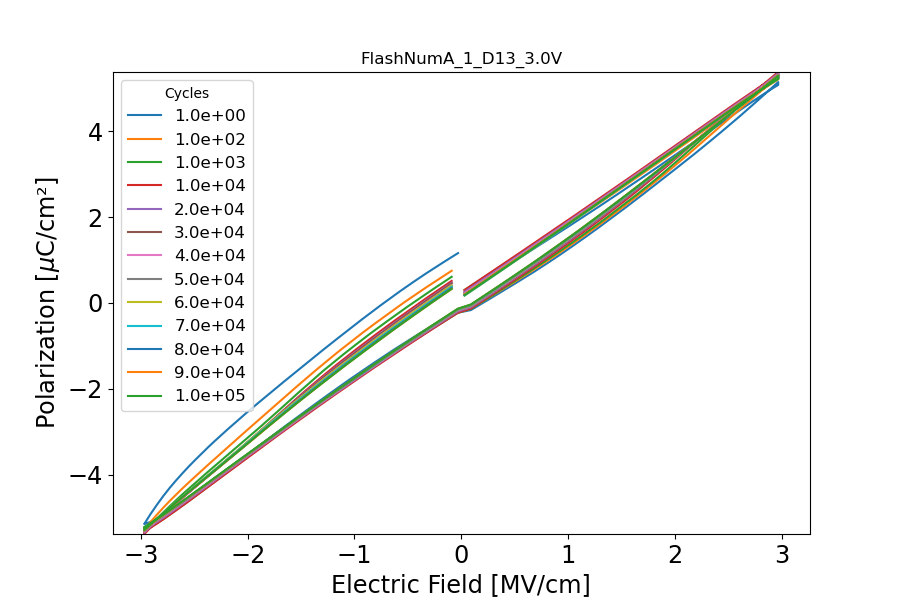 FlashNumA_1_D13_3.0V
Cycles
1.0e+00
1.0e+02
1.0e+03
1.0e+04
2.0e+04
3.0e+04
4.0e+04
5.0e+04
6.0e+04
7.0e+04
8.0e+04
9.0e+04
1.0e+05
4
2
0
−2
−4
Polarization [μC/cm²]
−3 −2 −1 0 1 2 3
Electric Field [MV/cm]